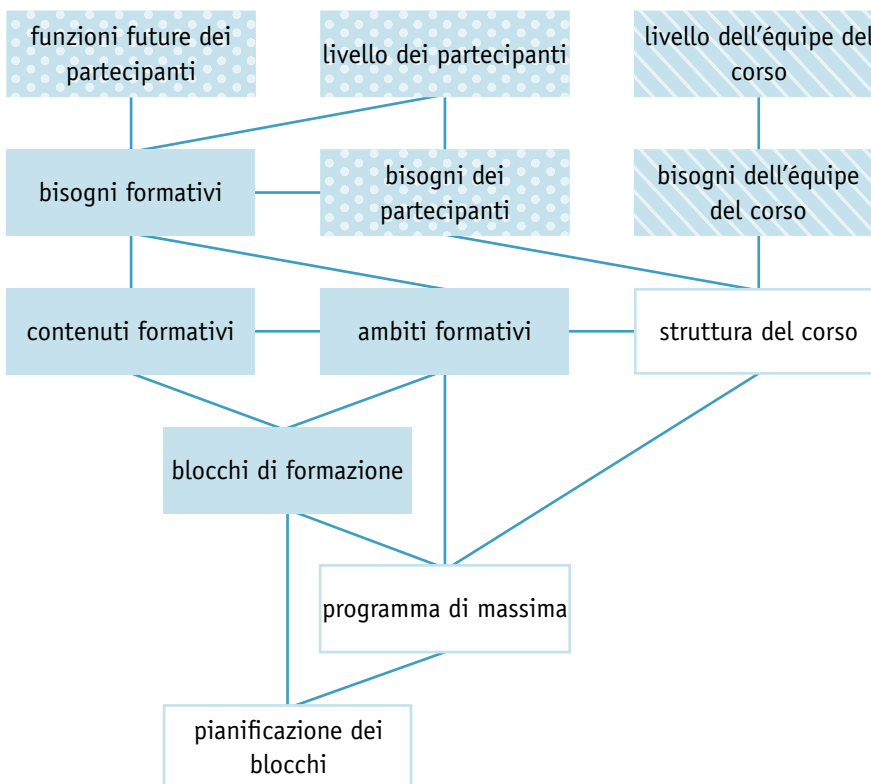 funzioni future dei
partecipanti
livello dei partecipanti
livello dell'équipe del
corso
bisogni formativi
bisogni dei
partecipanti
bisogni dell'équipe
del corso
contenuti formativi
ambiti formativi
struttura del corso
blocchi di formazione
programma di massima
pianificazione dei
blocchi